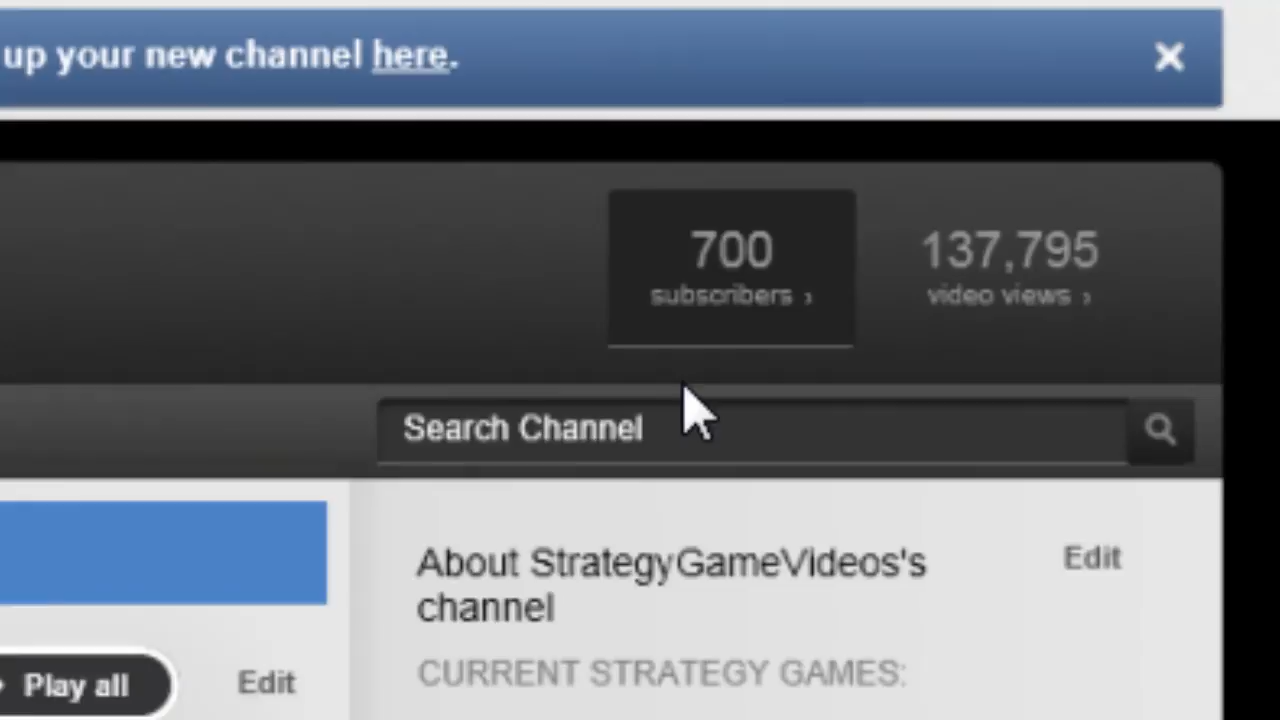 up your new channel here.
700
subscribers ›
137,795
video views ›
Search Channel
About StrategyGameVideos's
channel
Edit
CURRENT STRATEGY GAMES:
Play all
Edit